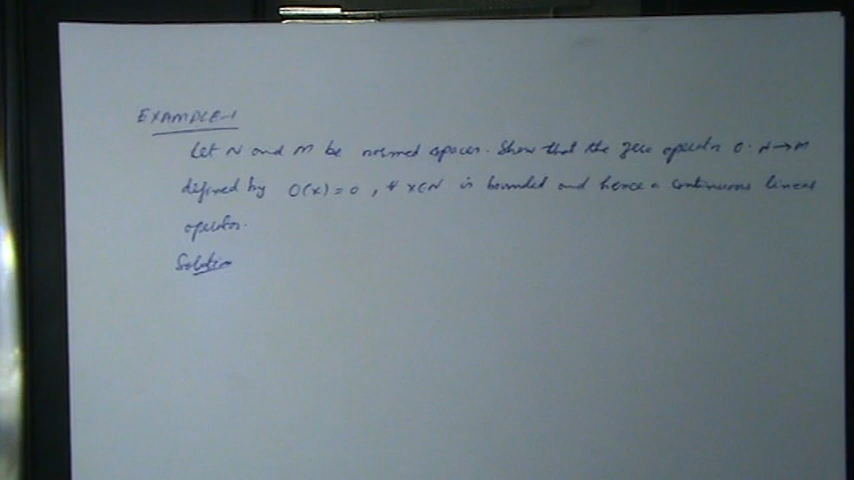 EXAMPLE-1
Let N and M be normed spaces. Show that the zero operator O: N→M
defined by O(x) = 0, ∀ x∈N is bounded and hence a continuous linear
operator.
Solution